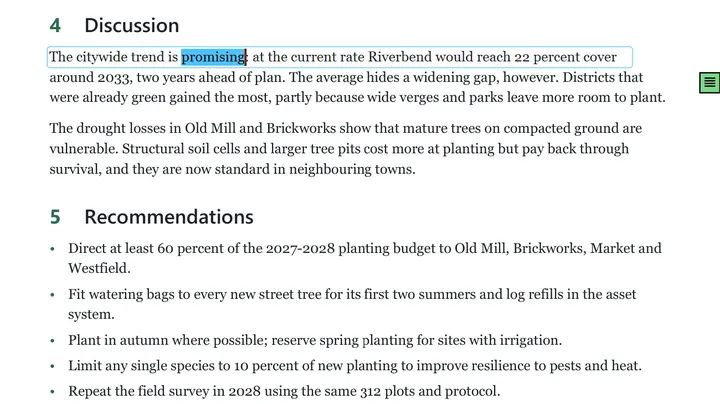 4 Discussion
The citywide trend is promising: at the current rate Riverbend would reach 22 percent cover
around 2033, two years ahead of plan. The average hides a widening gap, however. Districts that
were already green gained the most, partly because wide verges and parks leave more room to plant.
The drought losses in Old Mill and Brickworks show that mature trees on compacted ground are
vulnerable. Structural soil cells and larger tree pits cost more at planting but pay back through
survival, and they are now standard in neighbouring towns.
5 Recommendations
• Direct at least 60 percent of the 2027-2028 planting budget to Old Mill, Brickworks, Market and
Westfield.
• Fit watering bags to every new street tree for its first two summers and log refills in the asset
system.
• Plant in autumn where possible; reserve spring planting for sites with irrigation.
• Limit any single species to 10 percent of new planting to improve resilience to pests and heat.
• Repeat the field survey in 2028 using the same 312 plots and protocol.